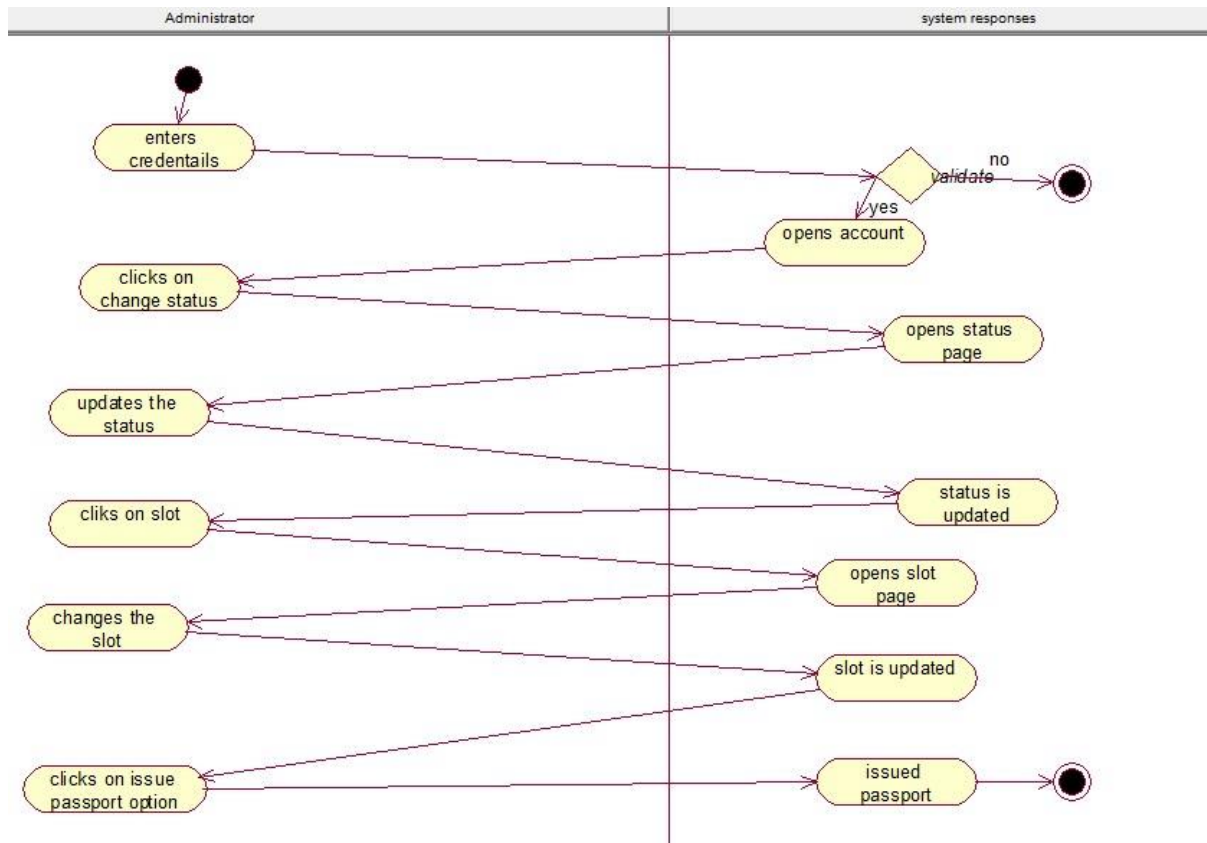 Administrator
system responses
enters
credentails
no
validate
yes
opens account
clicks on
change status
opens status
page
updates the
status
status is
updated
cliks on slot
opens slot
page
changes the
slot
slot is updated
clicks on issue
passport option
issued
passport